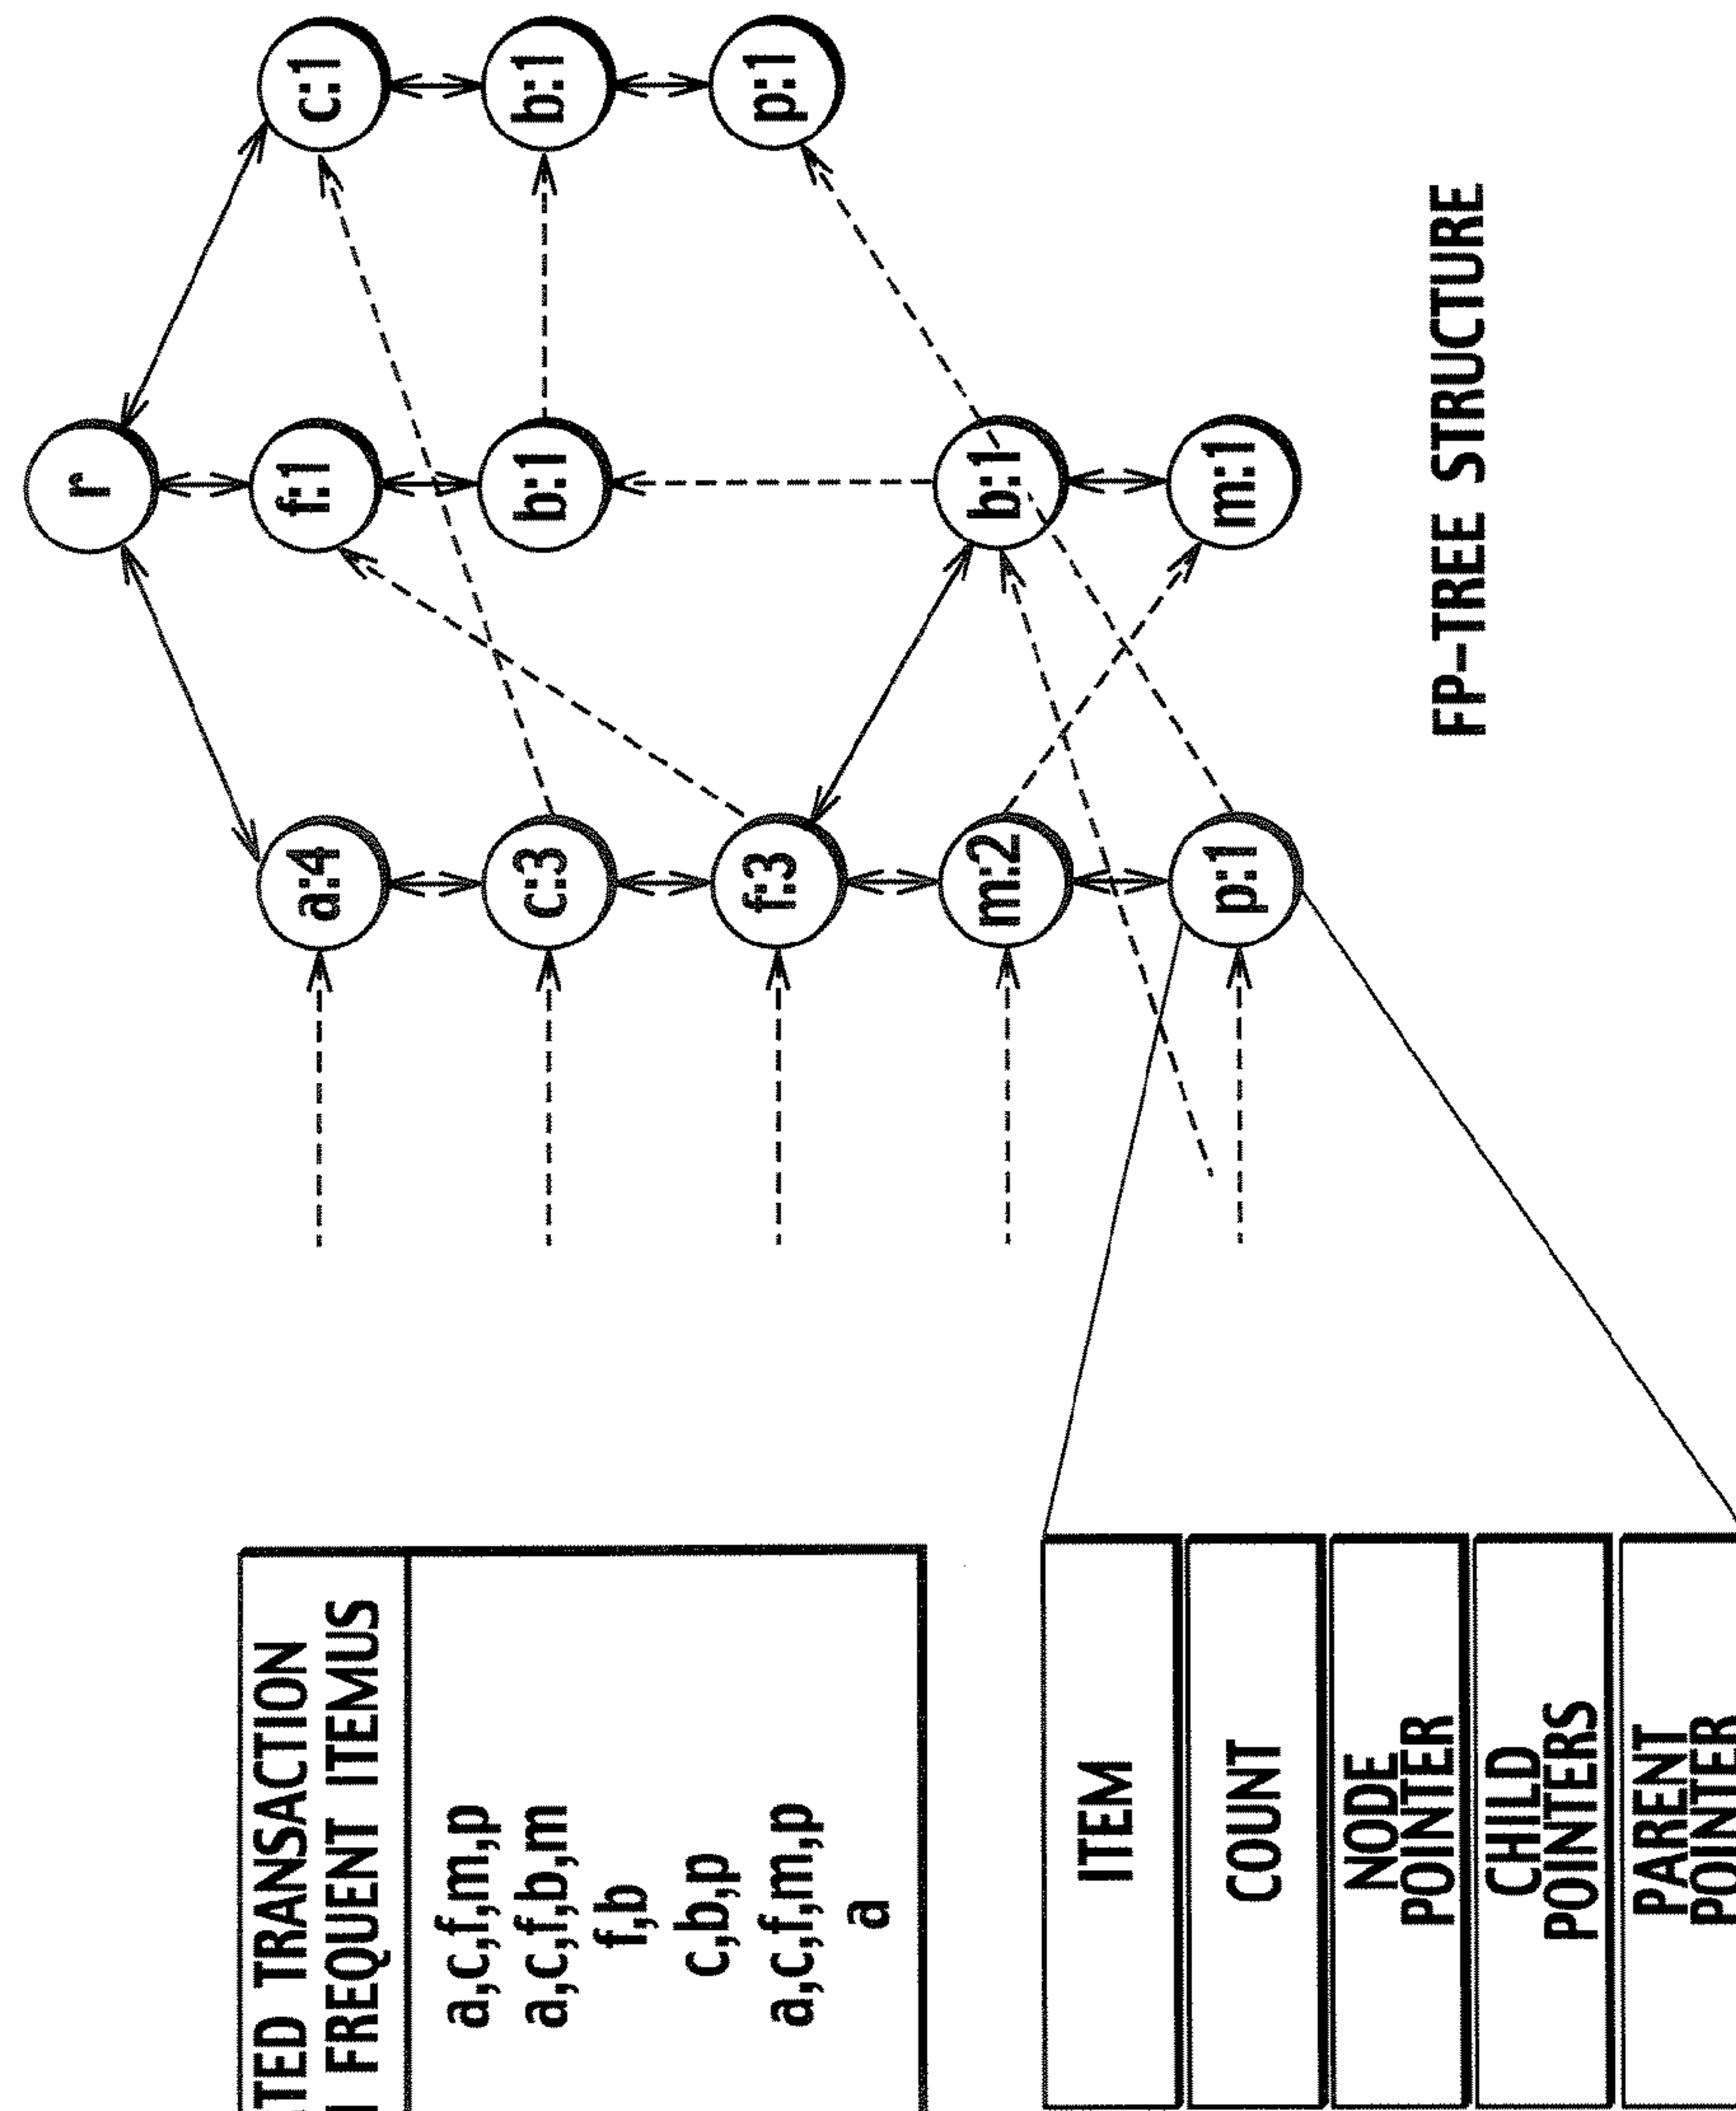 TRANSACTION
FREQUENT ITEMUS
a,c,f,m,p
a,c,f,b,m
f,b
c,b,p
a,c,f,m,p
a
ITEM
COUNT
NODE
POINTER
CHILD
POINTERS
PARENT
POINTER
r
a:4
f:1
c:1
c:3
b:1
b:1
f:3
p:1
m:2
b:1
p:1
m:1
FP-TREE STRUCTURE